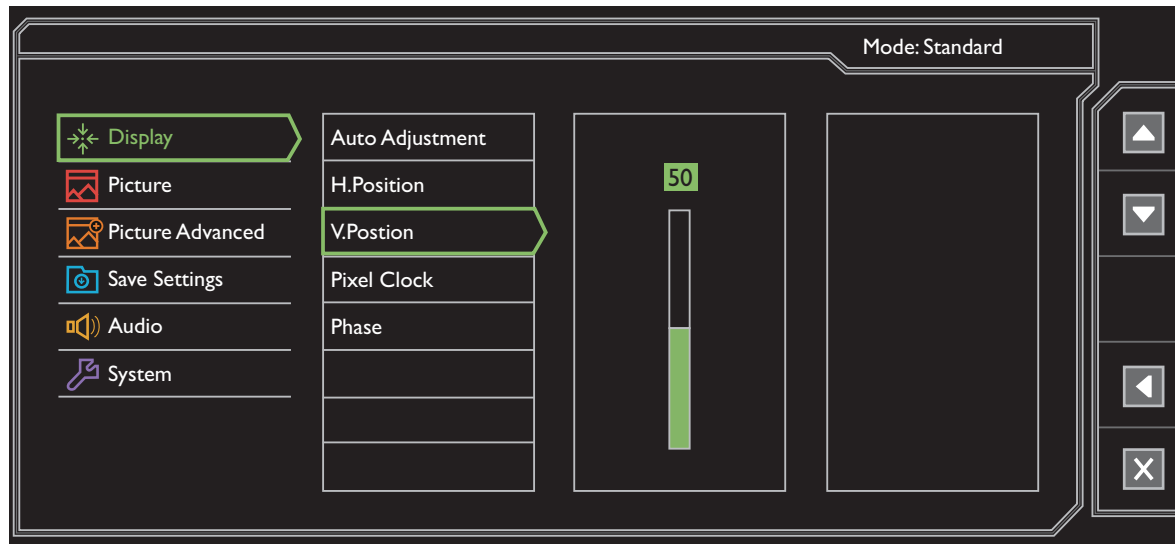 Mode: Standard
Display
Picture
Picture Advanced
Save Settings
Audio
System
Auto Adjustment
H.Position
V.Postion
Pixel Clock
Phase
50